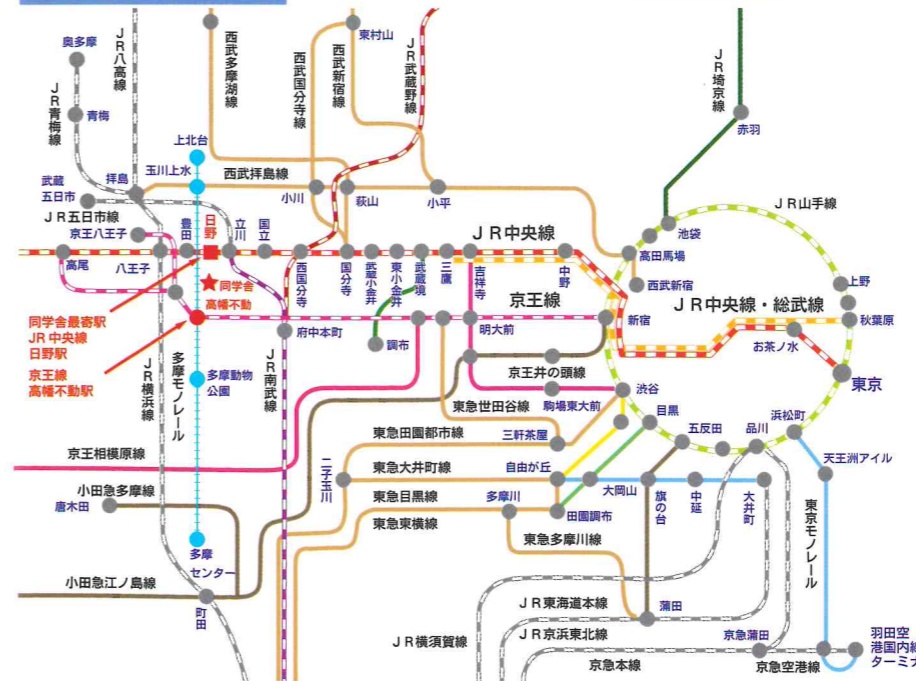 奥多摩
青梅
JR青梅線
JR八高線
西武多摩湖線
西武国分寺線
西武新宿線
東村山
JR武蔵野線
JR埼京線
赤羽
上北台
玉川上水
西武拝島線
拝島
武蔵
五日市
JR五日市線
京王八王子
小川
萩山
小平
JR山手線
池袋
高田馬場
西武新宿
高尾
八王子
豊田
日野
立川
国立
西国分寺
国分寺
武蔵小金井
東小金井
武蔵境
三鷹
吉祥寺
JR中央線
中野
同学舎
高幡不動
京王線
新宿
JR中央線・総武線
上野
秋葉原
お茶ノ水
東京
同学舎最寄駅
JR中央線
日野駅
京王線
高幡不動駅
府中本町
調布
明大前
京王井の頭線
駒場東大前
渋谷
目黒
五反田
品川
浜松町
JR横浜線
多摩モノレール
多摩動物
公園
JR南武線
東急世田谷線
三軒茶屋
東急田園都市線
京王相模原線
二子玉川
東急大井町線
自由が丘
大岡山
旗の台
中延
大井町
天王洲アイル
小田急多摩線
唐木田
東急目黒線
多摩川
田園調布
東急東横線
東急多摩川線
東京モノレール
多摩
センター
小田急江ノ島線
町田
JR東海道本線
蒲田
JR横須賀線
JR京浜東北線
京急蒲田
京急本線
京急空港線
羽田空
港国内線
ターミナ